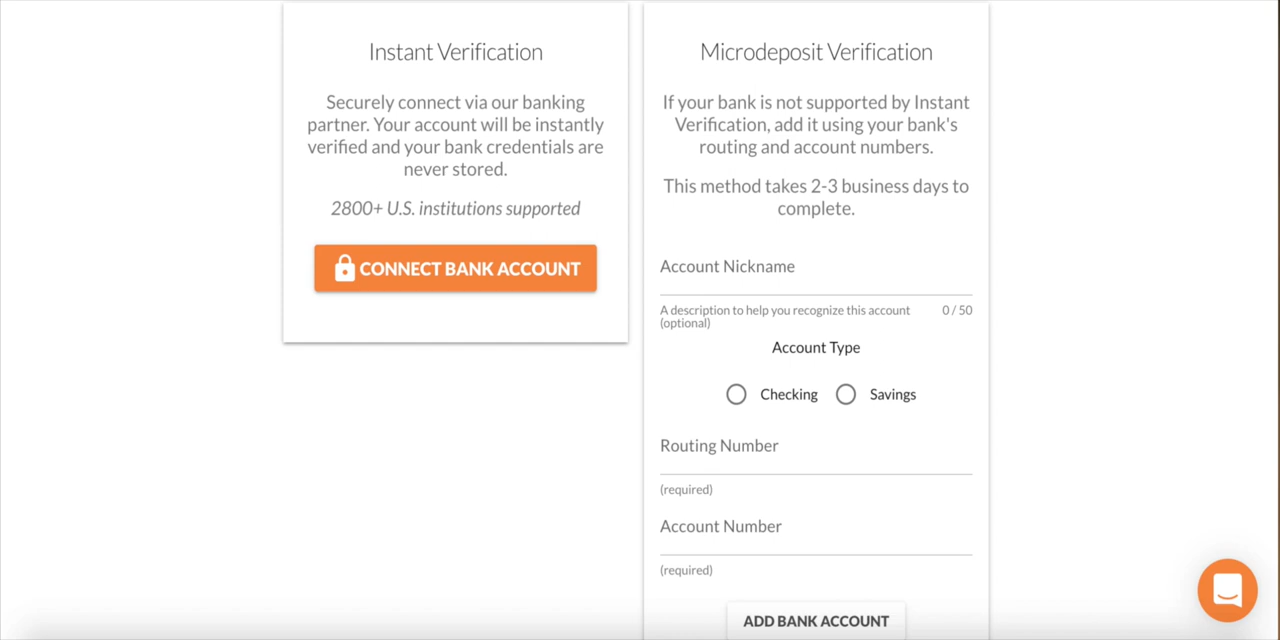 Instant Verification
Securely connect via our banking
partner. Your account will be instantly
verified and your bank credentials are
never stored.
2800+ U.S. institutions supported
CONNECT BANK ACCOUNT
Microdeposit Verification
If your bank is not supported by Instant
Verification, add it using your bank's
routing and account numbers.
This method takes 2-3 business days to
complete.
Account Nickname
A description to help you recognize this account 0 / 50
(optional)
Account Type
Checking Savings
Routing Number
(required)
Account Number
(required)
ADD BANK ACCOUNT